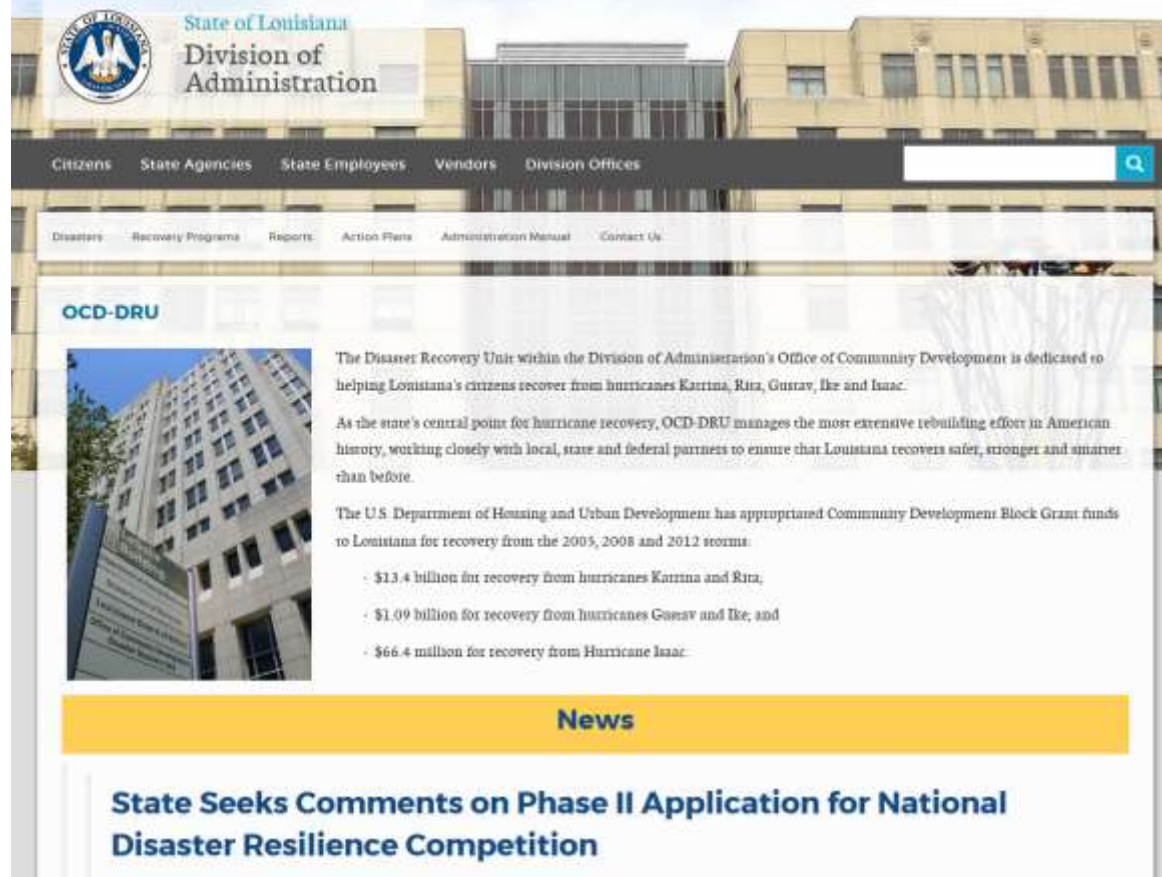 State of Louisiana
Division of
Administration
Citizens State Agencies State Employees Vendors Division Offices
Disasters Recovery Programs Reports Action Plans Administration Manual Contact Us
OCD-DRU
The Disaster Recovery Unit within the Division of Administration's Office of Community Development is dedicated to
helping Louisiana's citizens recover from hurricanes Katrina, Rita, Gustav, Ike and Isaac.
As the state's central point for hurricane recovery, OCD-DRU manages the most extensive rebuilding effort in American
history, working closely with local, state and federal partners to ensure that Louisiana recovers safer, stronger and smarter
than before.
The U.S. Department of Housing and Urban Development has appropriated Community Development Block Grant funds
to Louisiana for recovery from the 2005, 2008 and 2012 storms:
- $13.4 billion for recovery from hurricanes Katrina and Rita;
- $1.09 billion for recovery from hurricanes Gustav and Ike; and
- $66.4 million for recovery from Hurricane Isaac.
News
State Seeks Comments on Phase II Application for National
Disaster Resilience Competition